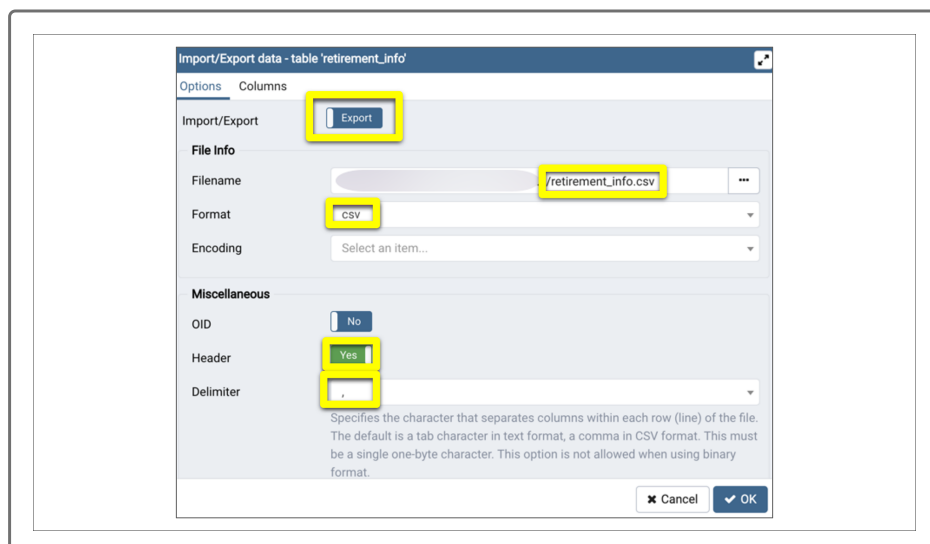 Import/Export data - table 'retirement_info'
Options Columns
Import/Export Export
File Info
Filename /retirement_info.csv •••
Format csv
Encoding Select an item...
Miscellaneous
OID No
Header Yes
Delimiter ,
Specifies the character that separates columns within each row (line) of the file.
The default is a tab character in text format, a comma in CSV format. This must
be a single one-byte character. This option is not allowed when using binary
format.
Cancel OK